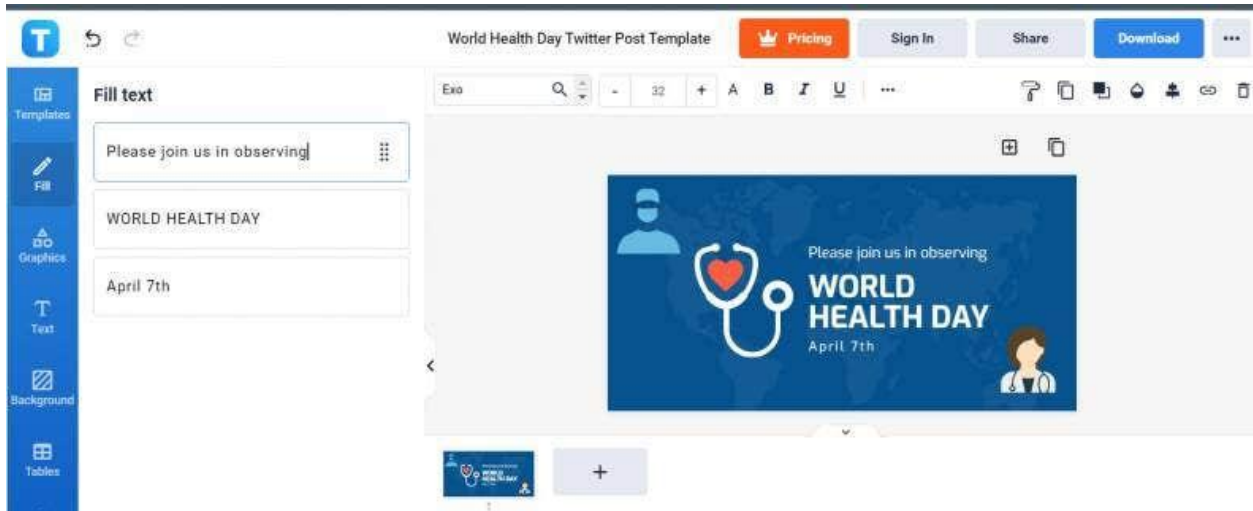 T
World Health Day Twitter Post Template
Pricing
Sign In
Share
Download
Templates
Fill
Graphics
Text
Background
Tables
Fill text
Please join us in observing
WORLD HEALTH DAY
April 7th
Exo
- 32 + A B I U
Please join us in observing
WORLD
HEALTH DAY
April 7th